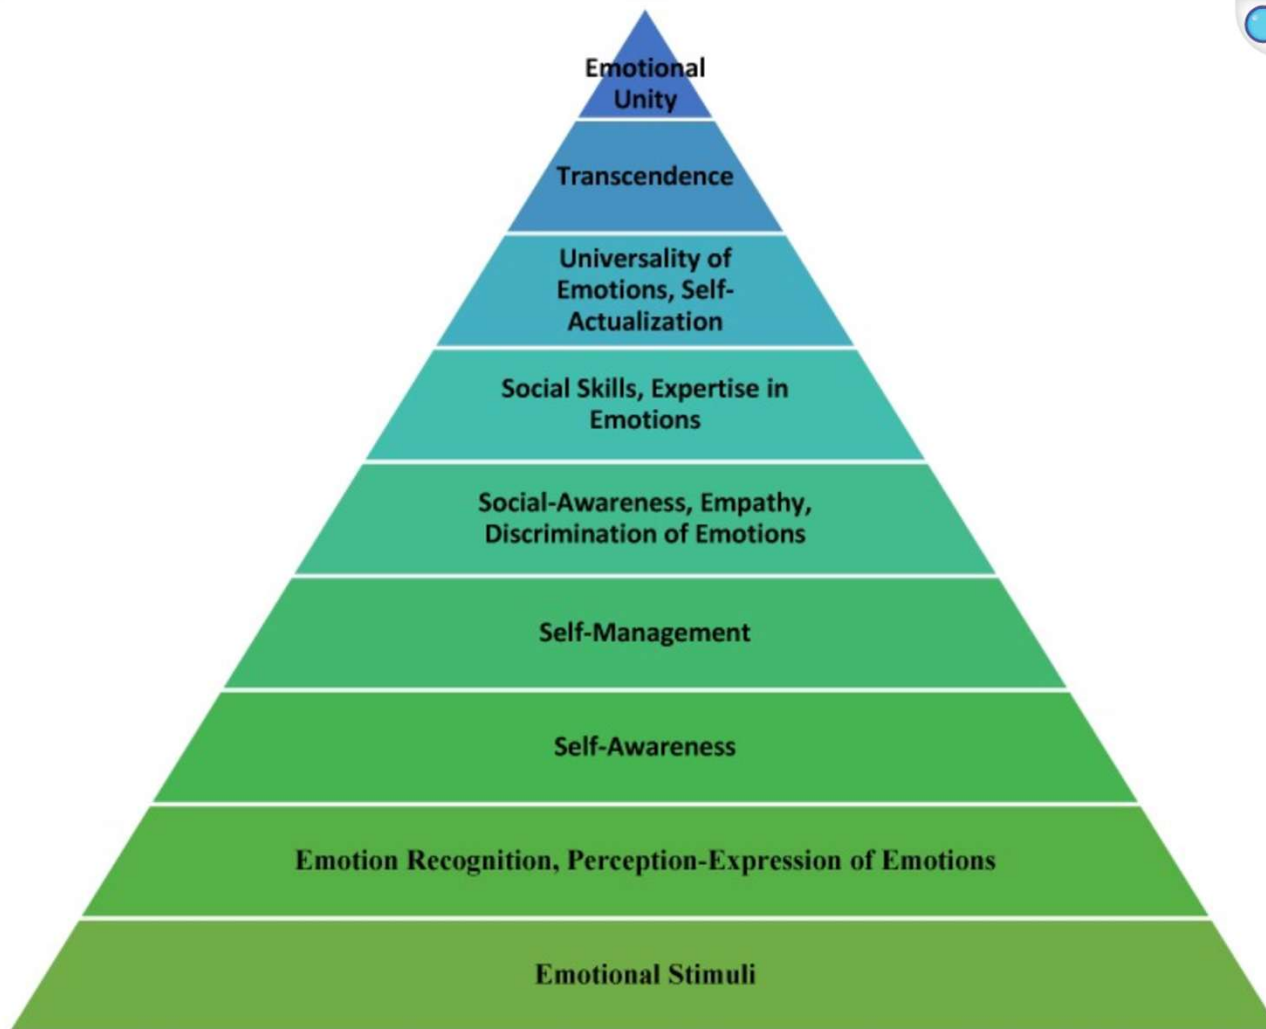 Emotional
Unity
Transcendence
Universality of
Emotions, Self-
Actualization
Social Skills, Expertise in
Emotions
Social-Awareness, Empathy,
Discrimination of Emotions
Self-Management
Self-Awareness
Emotion Recognition, Perception-Expression of Emotions
Emotional Stimuli